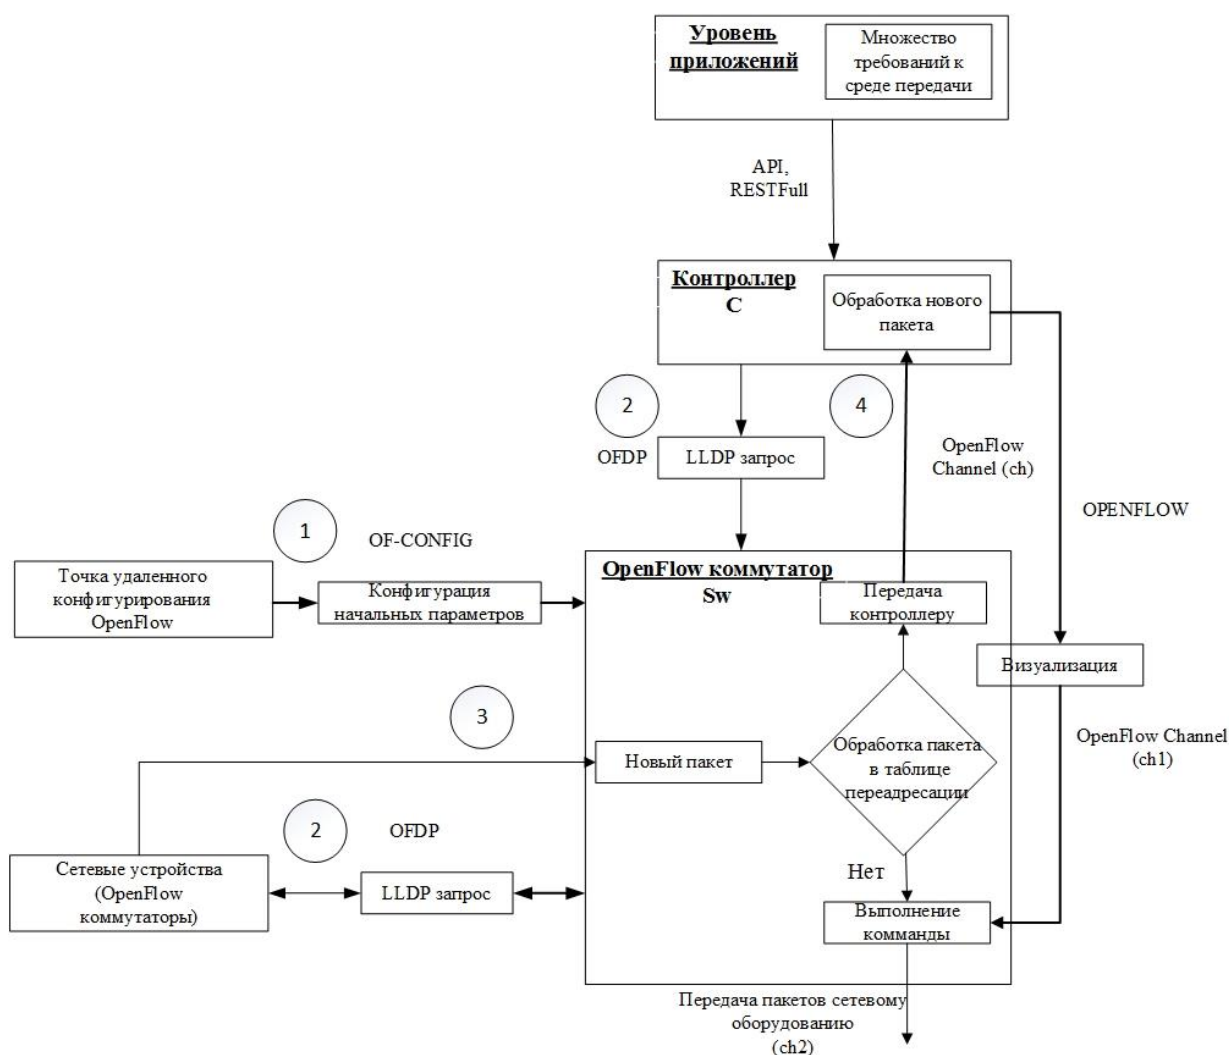 Уровень
приложений
Множество
требований к
среде передачи
API,
RESTFull
Контроллер
С
Обработка нового
пакета
2
4
OFDP
LLDP запрос
OpenFlow
Channel (ch)
OPENFLOW
1
OF-CONFIG
Точка удаленного
конфигурирования
OpenFlow
Конфигурация
начальных параметров
OpenFlow коммутатор
Sw
Передача
контроллеру
Визуализация
3
Новый пакет
Обработка пакета
в таблице
переадресации
OpenFlow Channel
(ch1)
2
OFDP
Сетевые устройства
(OpenFlow
коммутаторы)
LLDP запрос
Нет
Выполнение
комманды
Передача пакетов сетевому
оборудованию
(ch2)